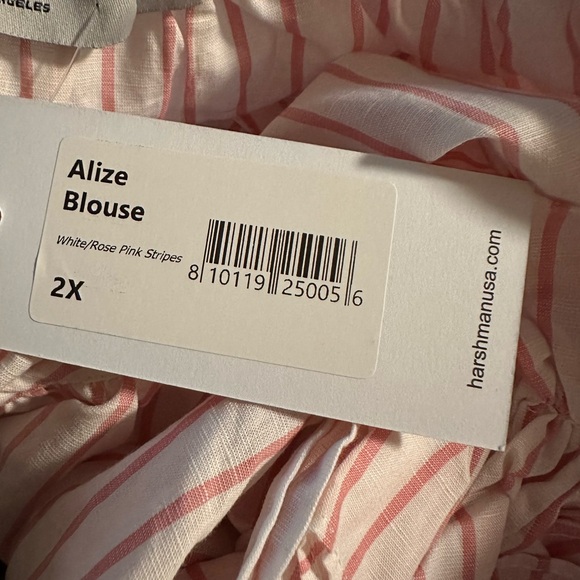 Alize
Blouse
White/Rose Pink Stripes
2X
8 10119 25005 6
harshmanusa.com